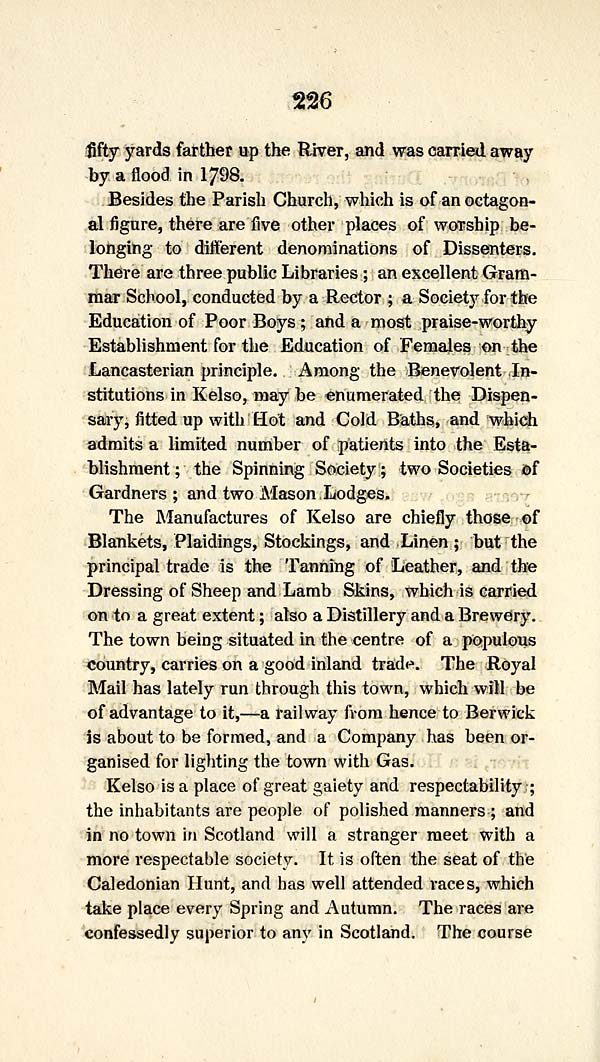 226
fifty yards farther up the River, and was carried away
by a flood in 1798.
Besides the Parish Church, which is of an octagon-
al figure, there are five other places of worship be-
longing to different denominations of Dissenters.
There are three public Libraries ; an excellent Gram-
mar School, conducted by a Rector ; a Society for the
Education of Poor Boys ; and a most praise-worthy
Establishment for the Education of Females on the
Lancasterian principle. Among the Benevolent In-
stitutions in Kelso, may be enumerated the Dispen-
sary, fitted up with Hot and Cold Baths, and which
admits a limited number of patients into the Esta-
blishment ; the Spinning Society ; two Societies of
Gardners ; and two Mason Lodges.
The Manufactures of Kelso are chiefly those of
Blankets, Plaidings, Stockings, and Linen ; but the
principal trade is the Tanning of Leather, and the
Dressing of Sheep and Lamb Skins, which is carried
on to a great extent ; also a Distillery and a Brewery.
The town being situated in the centre of a populous
country, carries on a good inland trade. The Royal
Mail has lately run through this town, which will be
of advantage to it,—a railway from hence to Berwick
is about to be formed, and a Company has been or-
ganised for lighting the town with Gas.
Kelso is a place of great gaiety and respectability ;
the inhabitants are people of polished manners ; and
in no town in Scotland will a stranger meet with a
more respectable society. It is often the seat of the
Caledonian Hunt, and has well attended races, which
take place every Spring and Autumn. The races are
confessedly superior to any in Scotland. The course